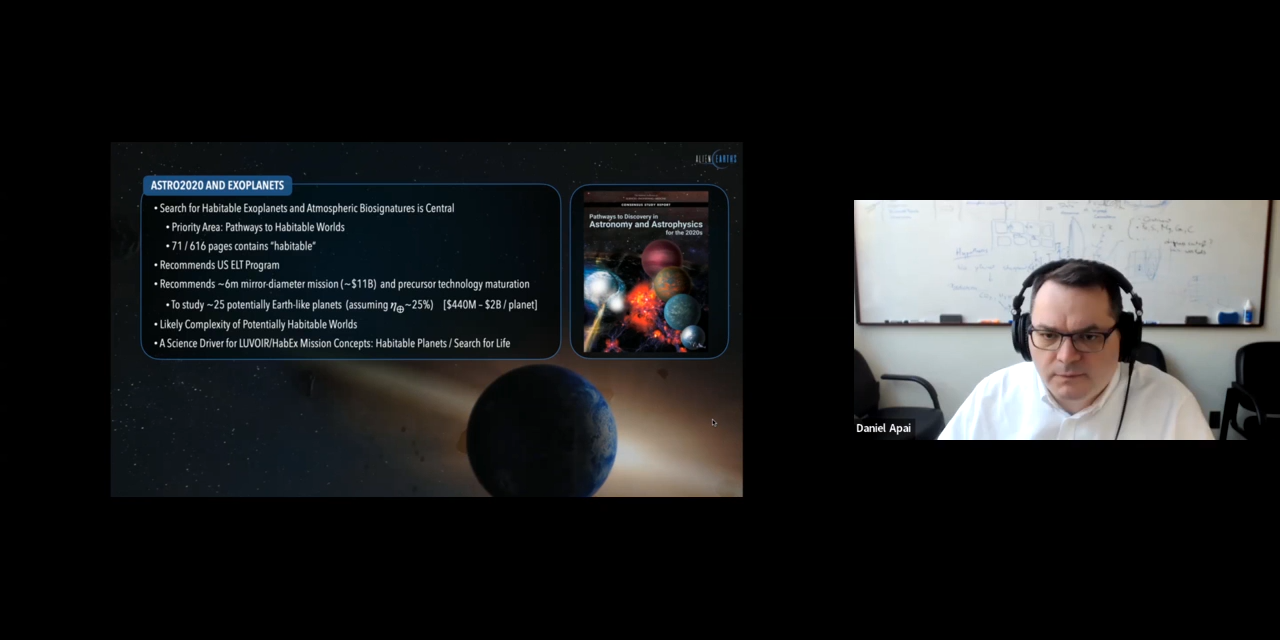 ALIEN EARTHS
ASTRO2020 AND EXOPLANETS
• Search for Habitable Exoplanets and Atmospheric Biosignatures is Central
• Priority Area: Pathways to Habitable Worlds
• 71 / 616 pages contains “habitable”
• Recommends US ELT Program
• Recommends ~6m mirror-diameter mission (~$11B) and precursor technology maturation
• To study ~25 potentially Earth-like planets (assuming η⊕~25%) [$440M – $2B / planet]
• Likely Complexity of Potentially Habitable Worlds
• A Science Driver for LUVOIR/HabEx Mission Concepts: Habitable Planets / Search for Life
CONSENSUS STUDY REPORT
Pathways to Discovery in
Astronomy and Astrophysics
for the 2020s
Daniel Apai